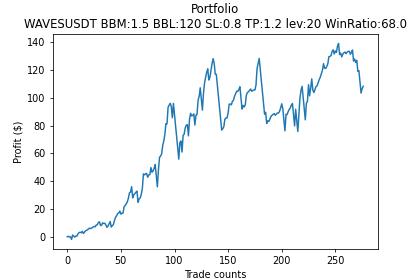 Portfolio
WAVESUSDT BBM:1.5 BBL:120 SL:0.8 TP:1.2 lev:20 WinRatio:68.0
140
120
100
80
60
40
20
0
Profit ($)
0 50 100 150 200 250
Trade counts